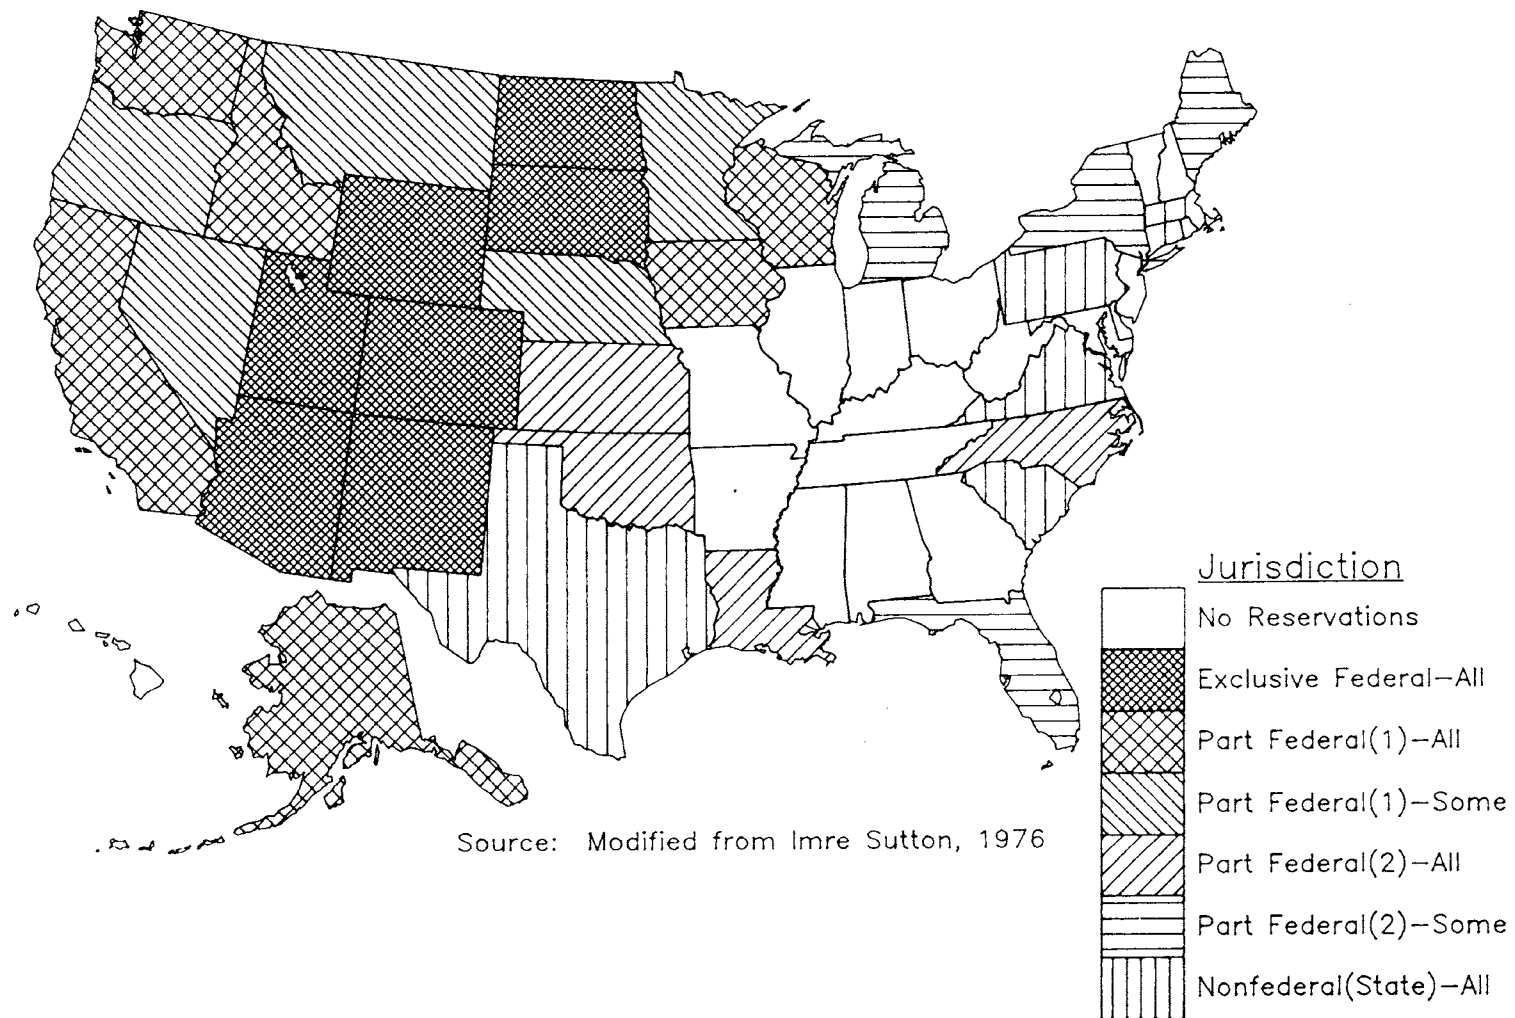 Jurisdiction
No Reservations
Exclusive Federal-All
Part Federal(1)-All
Part Federal(1)-Some
Part Federal(2)-All
Part Federal(2)-Some
Nonfederal(State)-All
Source: Modified from Imre Sutton, 1976